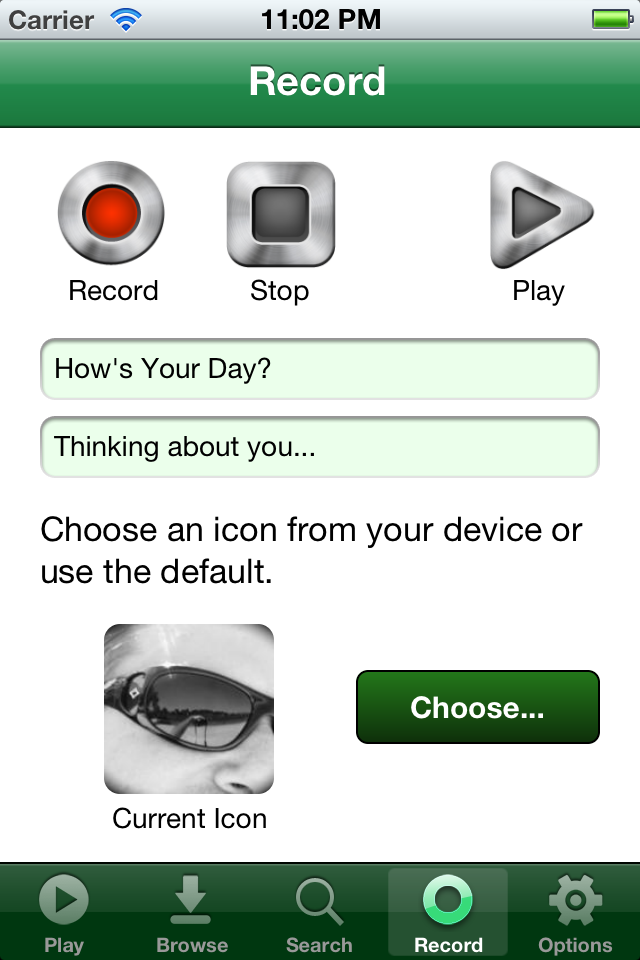 Carrier 11:02 PM
Record
Record Stop Play
How's Your Day?
Thinking about you...
Choose an icon from your device or
use the default.
Choose...
Current Icon
Play Browse Search Record Options